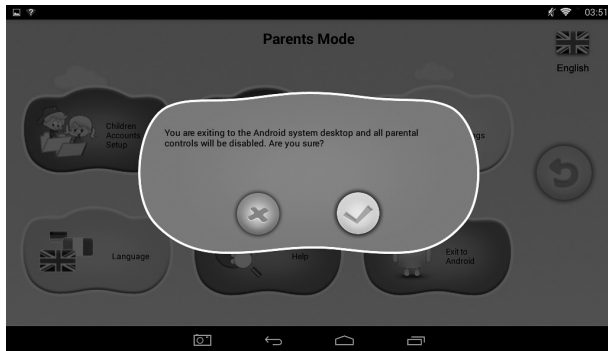 03:51
Parents Mode
English
Children
Accounts
Setup
gs
You are exiting to the Android system desktop and all parental
controls will be disabled. Are you sure?
Language
Help
Exit to
Android